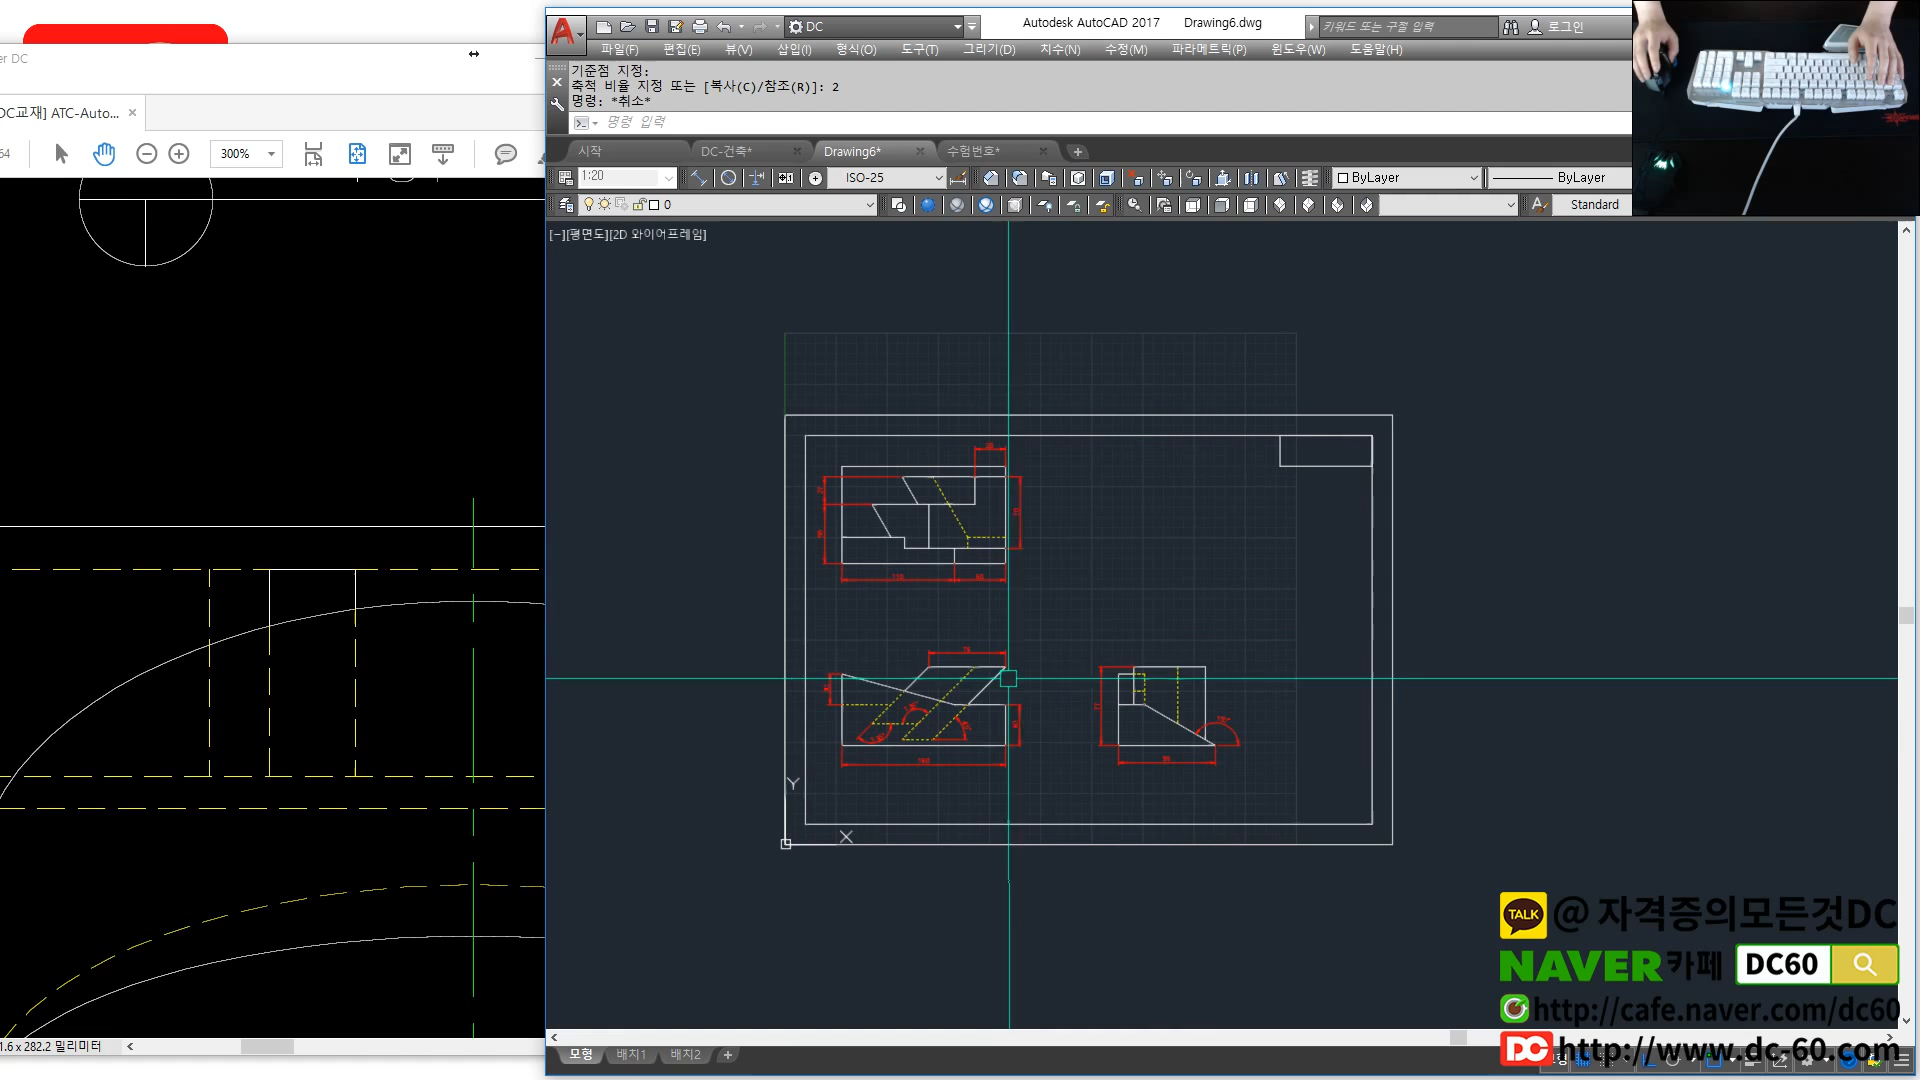 er DC
DC교재] ATC-Auto...
64
300%
1.6 x 282.2 밀리미터
DC
Autodesk AutoCAD 2017
Drawing6.dwg
키워드 또는 구절 입력
로그인
파일(F)
편집(E)
뷰(V)
삽입(I)
형식(O)
도구(T)
그리기(D)
치수(N)
수정(M)
파라메트릭(P)
윈도우(W)
도움말(H)
기준점 지정:
축척 비율 지정 또는 [복사(C)/참조(R)]: 2
명령: *취소*
명령 입력
시작
DC-건축*
Drawing6*
수험번호*
1:20
ISO-25
ByLayer
ByLayer
0
Standard
[-][평면도][2D 와이어프레임]
Y
X
모형
배치1
배치2
TALK
@ 자격증의모든것DC
NAVER 카페 DC60
http://cafe.naver.com/dc60
DC http://www.dc-60.com